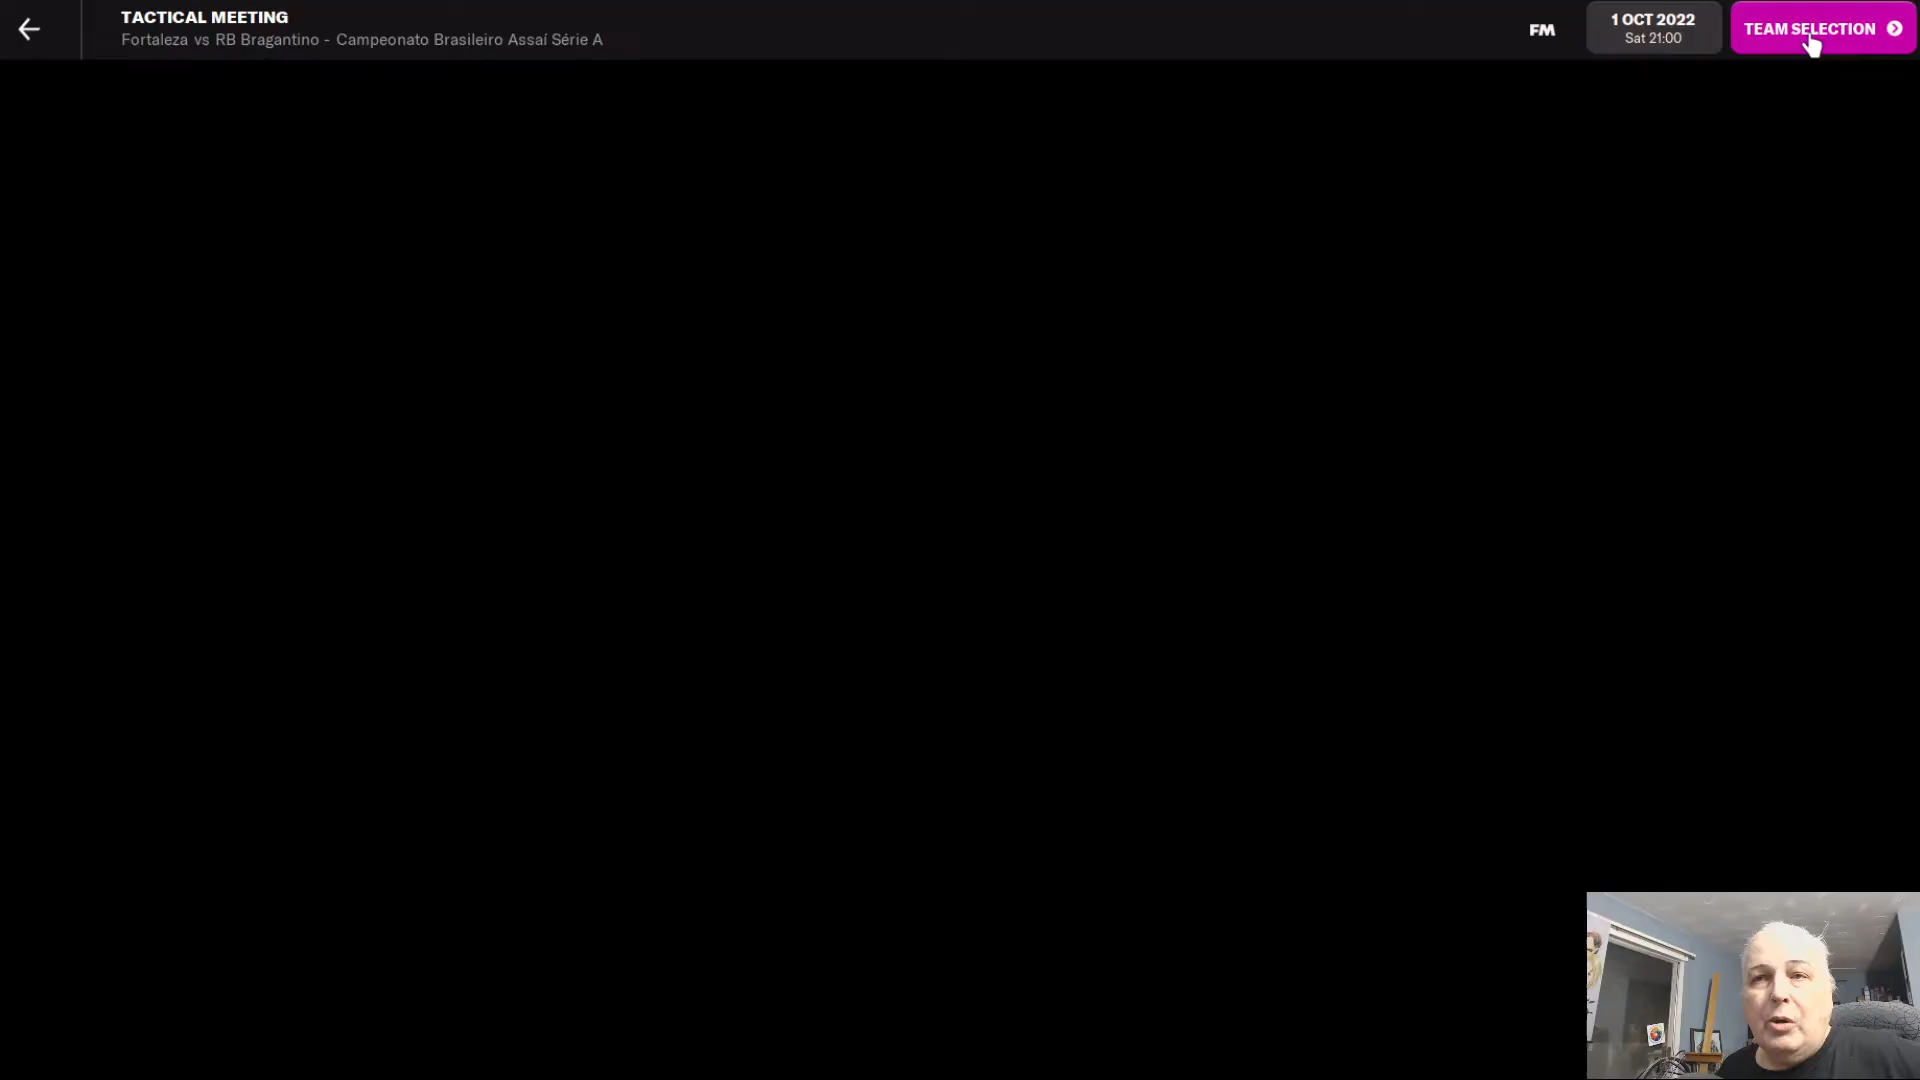 TACTICAL MEETING
Fortaleza vs RB Bragantino - Campeonato Brasileiro Assaí Série A
FM
1 OCT 2022
Sat 21:00
TEAM SELECTION